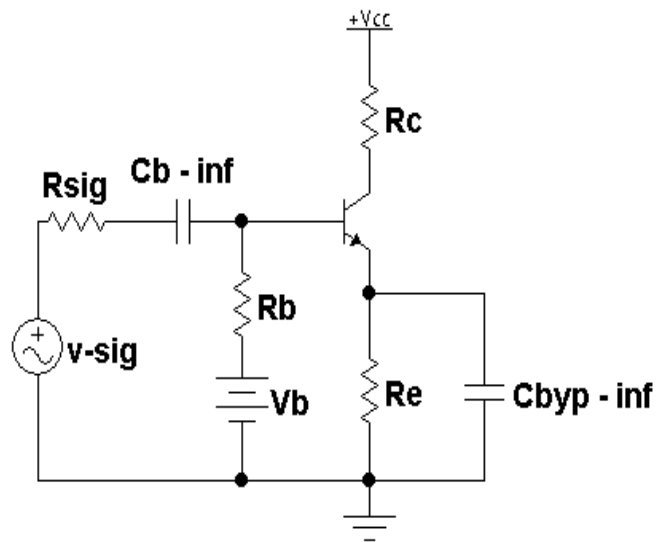 +Vcc
Rc
Cb - inf
Rsig
Rb
v-sig
+
Vb
Re
Cbyp - inf